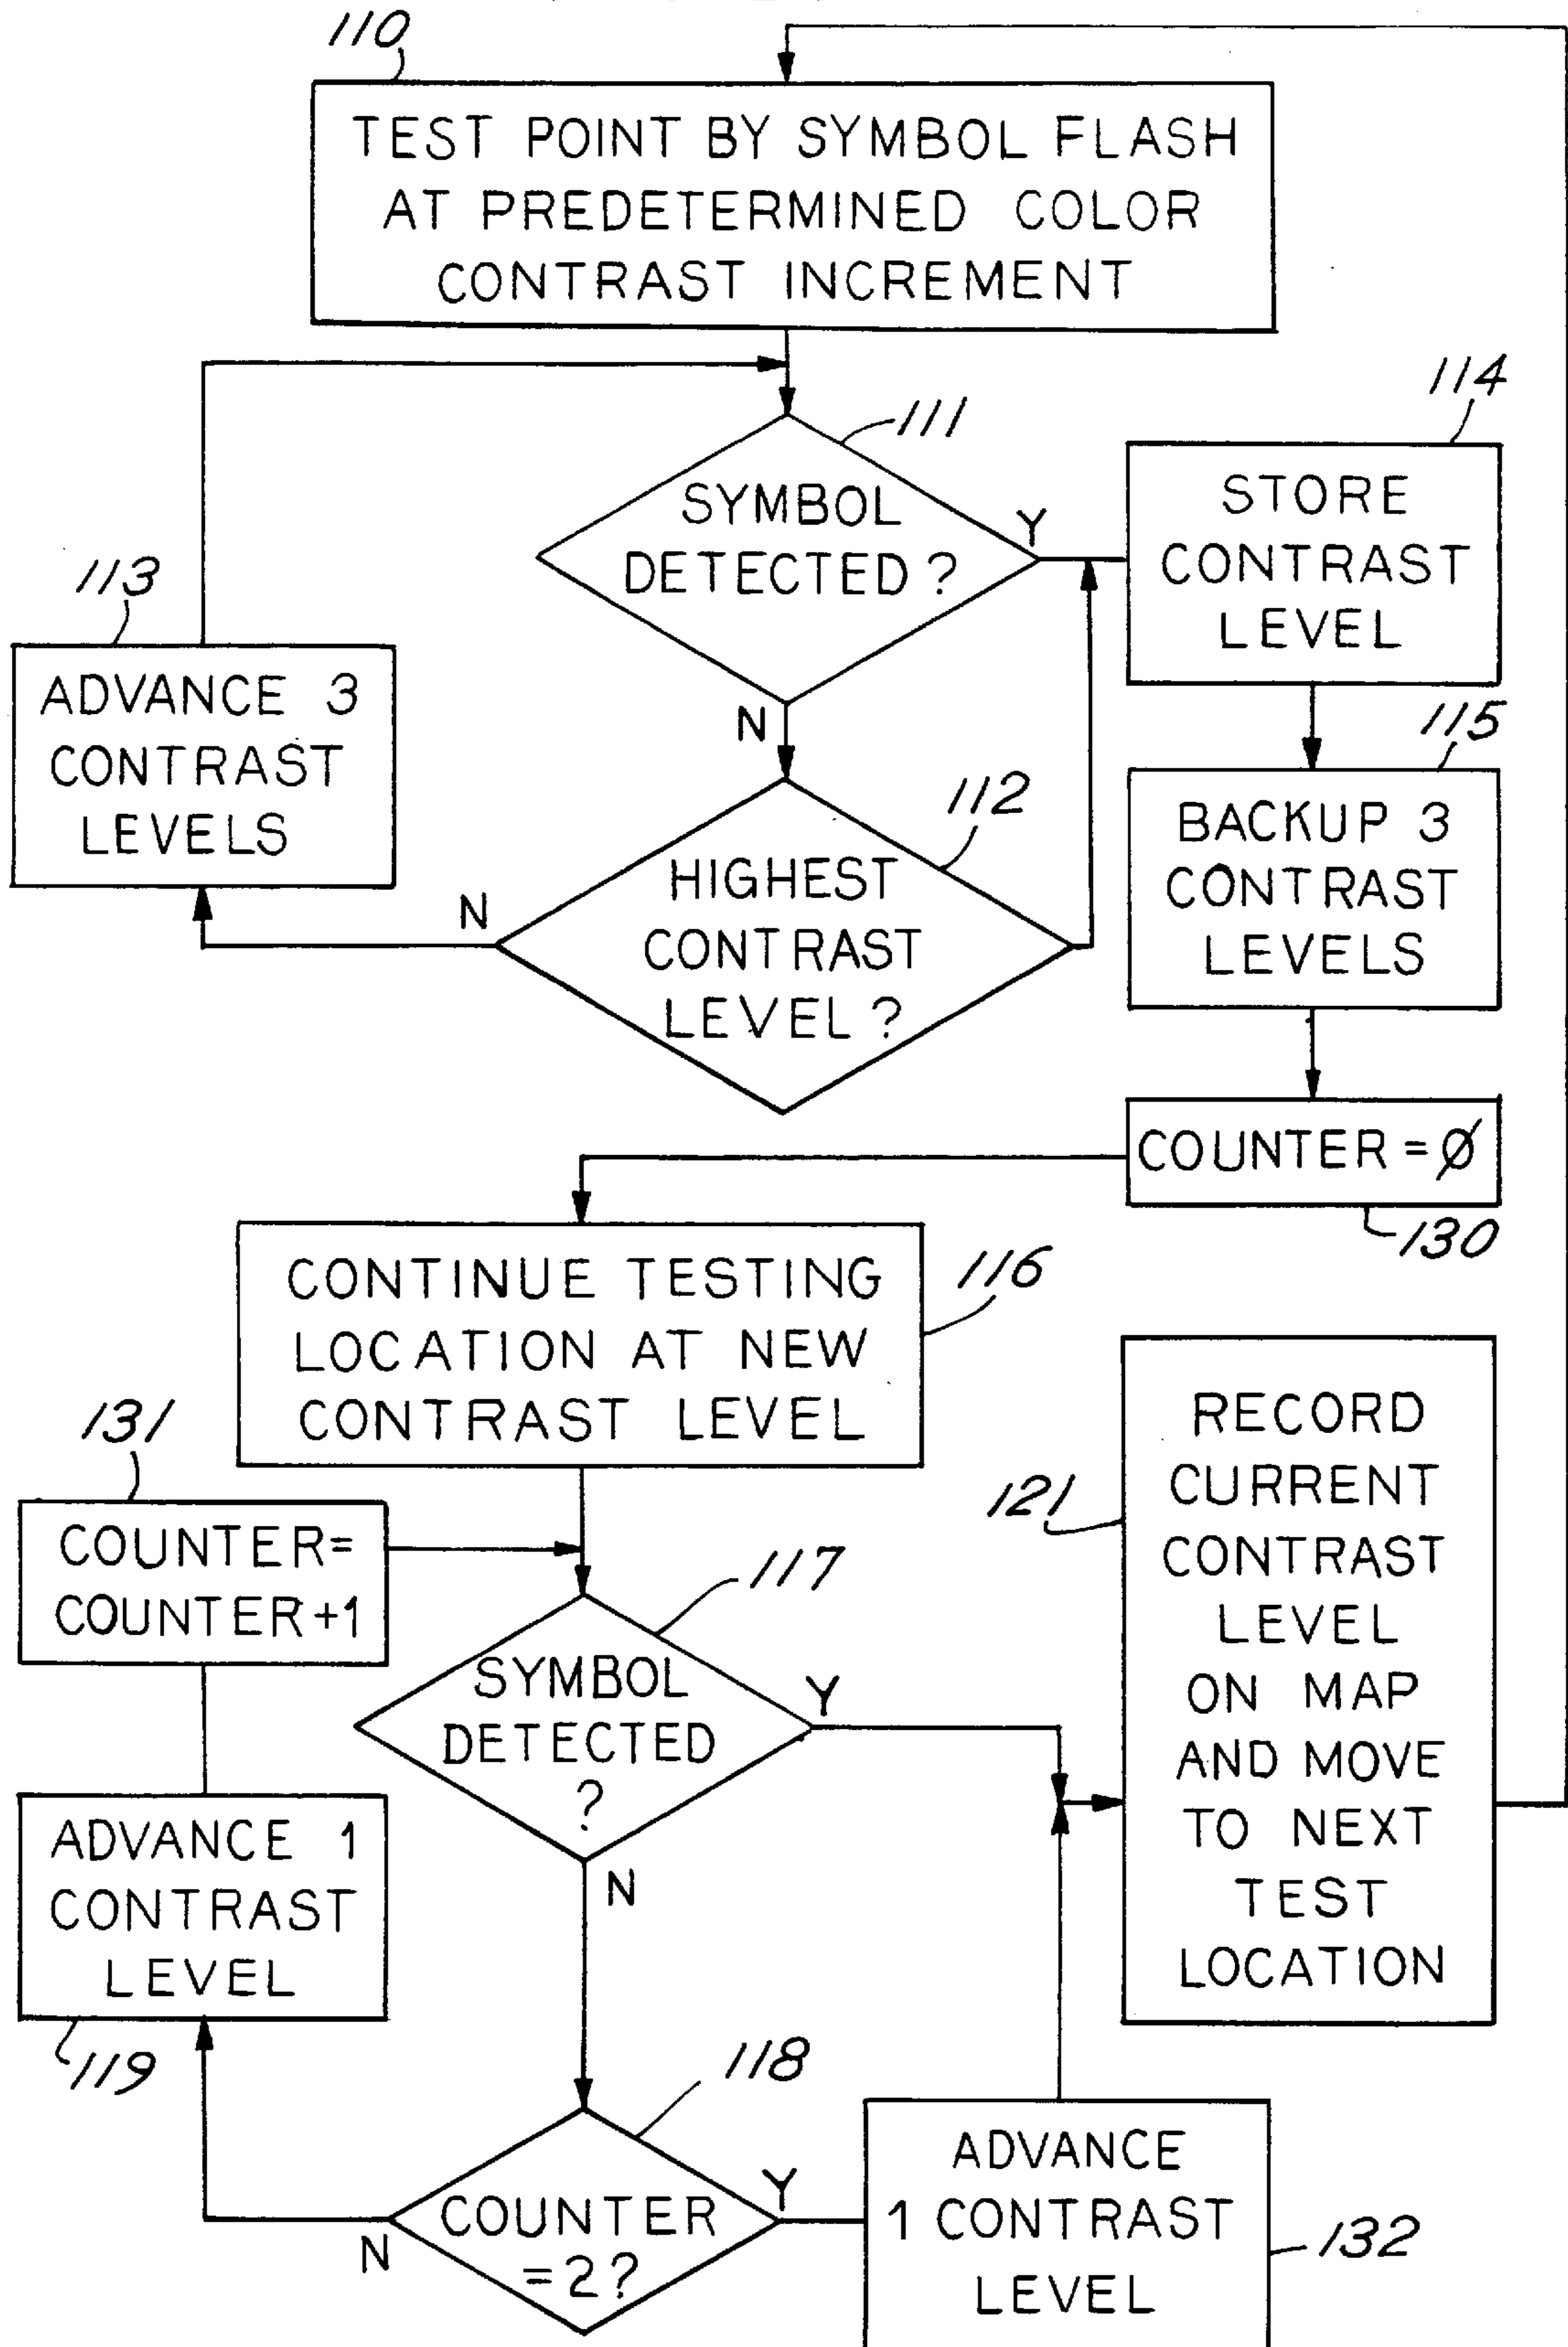 110
TEST POINT BY SYMBOL FLASH
AT PREDETERMINED COLOR
CONTRAST INCREMENT
111
SYMBOL
DETECTED ?
Y
N
114
STORE
CONTRAST
LEVEL
113
ADVANCE 3
CONTRAST
LEVELS
112
HIGHEST
CONTRAST
LEVEL ?
N
115
BACKUP 3
CONTRAST
LEVELS
COUNTER = Ø
130
116
CONTINUE TESTING
LOCATION AT NEW
CONTRAST LEVEL
131
COUNTER=
COUNTER+1
117
SYMBOL
DETECTED
?
Y
N
121
RECORD
CURRENT
CONTRAST
LEVEL
ON MAP
AND MOVE
TO NEXT
TEST
LOCATION
ADVANCE 1
CONTRAST
LEVEL
119
118
COUNTER
=2?
N
Y
ADVANCE
1 CONTRAST
LEVEL
132